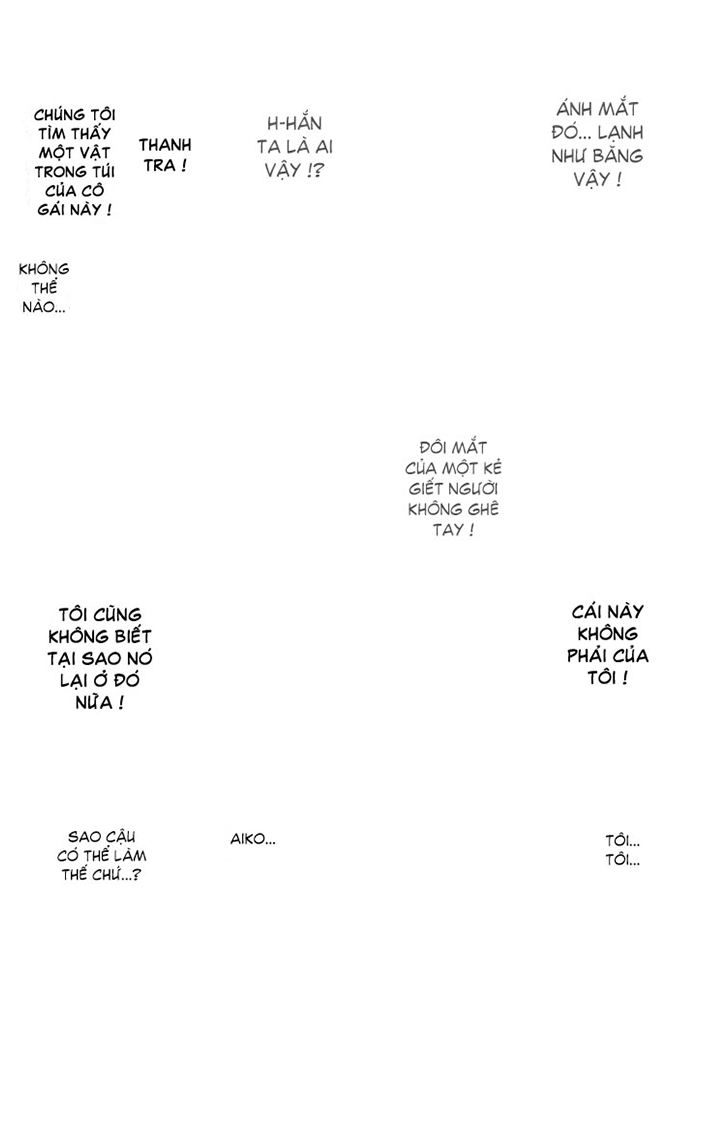 ÁNH MẮT
ĐÓ... LẠNH
NHƯ BĂNG
VẬY !
H-HẮN
TA LÀ AI
VẬY !?
THANH
TRA !
CHÚNG TÔI
TÌM THẤY
MỘT VẬT
TRONG TÚI
CỦA CÔ
GÁI NÀY !
KHÔNG
THỂ
NÀO...
ĐÔI MẮT
CỦA MỘT KẺ
GIẾT NGƯỜI
KHÔNG GHÊ
TAY !
CÁI NÀY
KHÔNG
PHẢI CỦA
TÔI !
TÔI CŨNG
KHÔNG BIẾT
TẠI SAO NÓ
LẠI Ở ĐÓ
NỮA !
TÔI...
TÔI...
AIKO...
SAO CẬU
CÓ THỂ LÀM
THẾ CHỨ...?